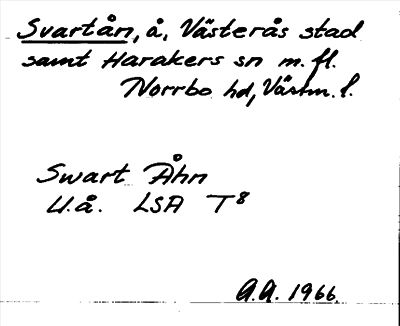 Svartån, å, Västerås stad
samt Harakers sn m. fl.
Norrbo hd, Västm. l.
Swart Åhn
U.å. LSA T8
A.A. 1966